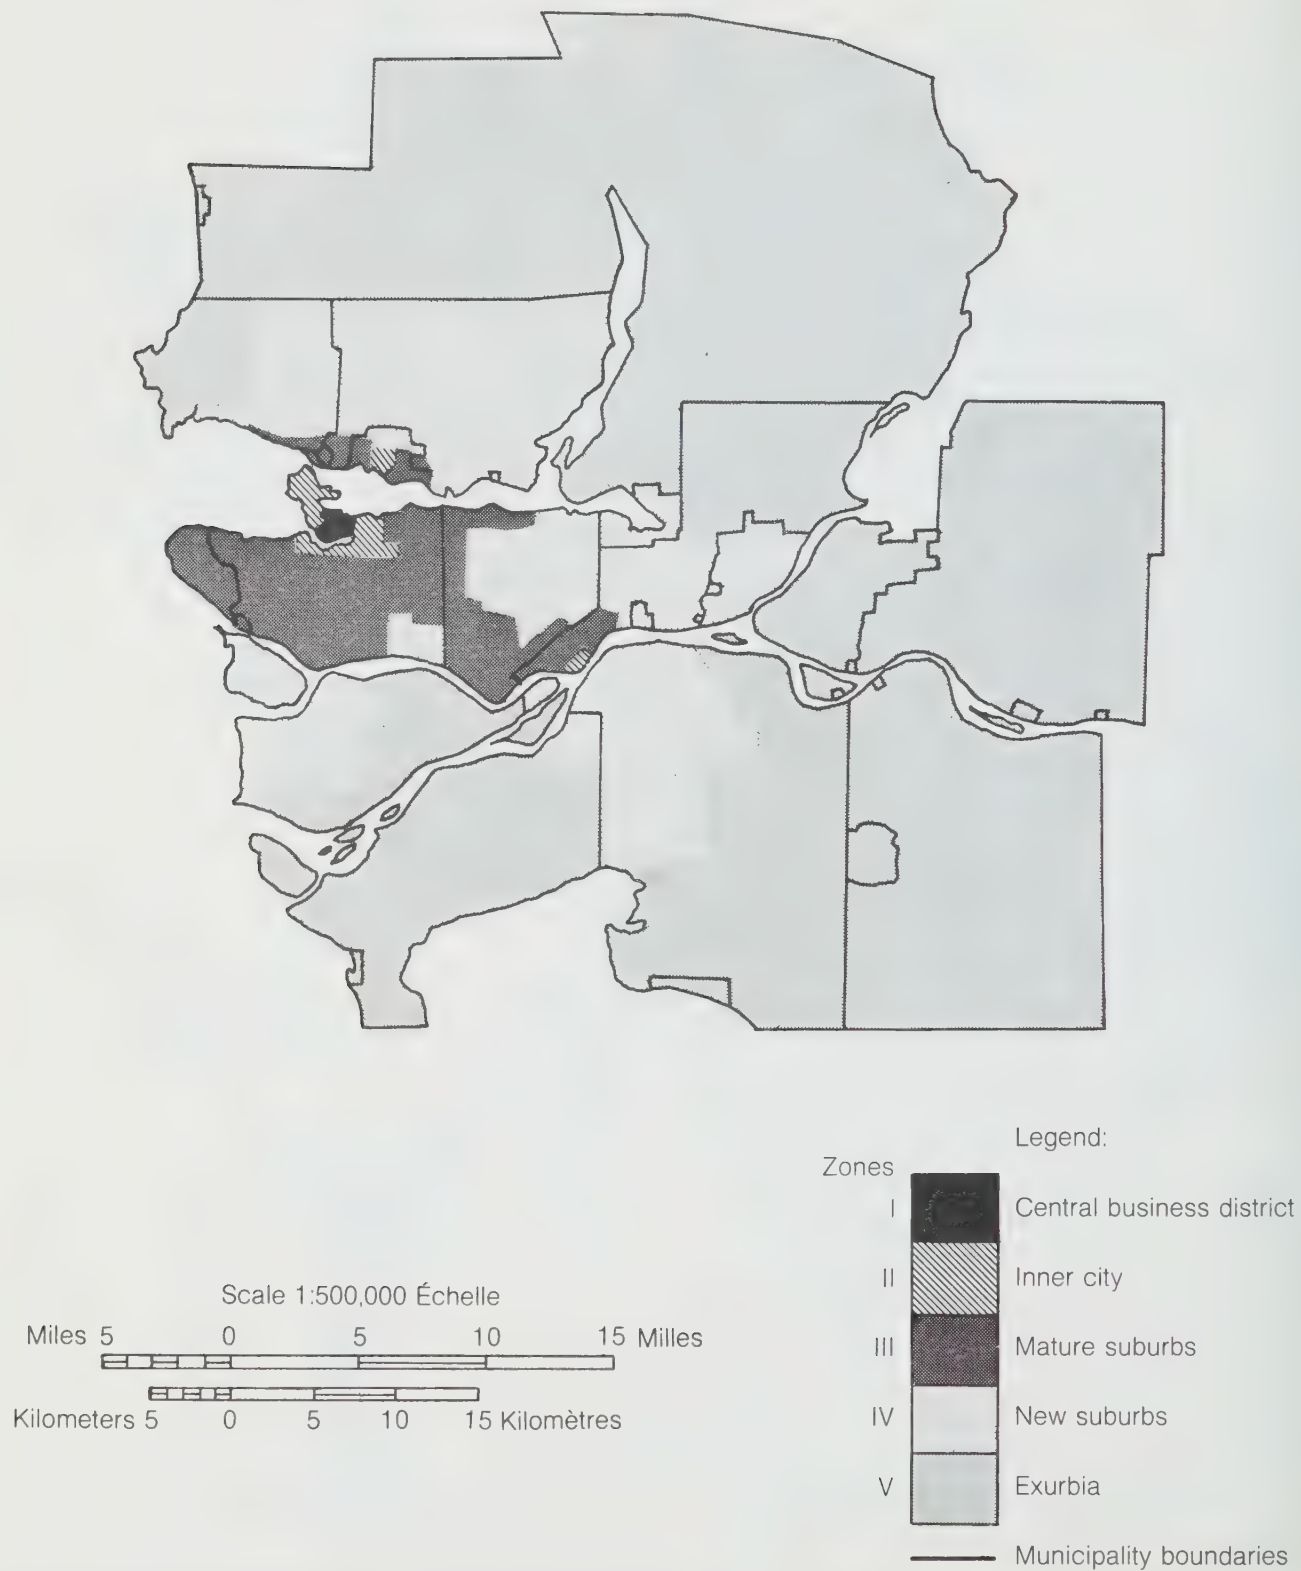 Legend:
Zones
I Central business district
II Inner city
III Mature suburbs
IV New suburbs
V Exurbia
Municipality boundaries
Scale 1:500,000 Échelle
Miles 5 0 5 10 15 Milles
Kilometers 5 0 5 10 15 Kilomètres